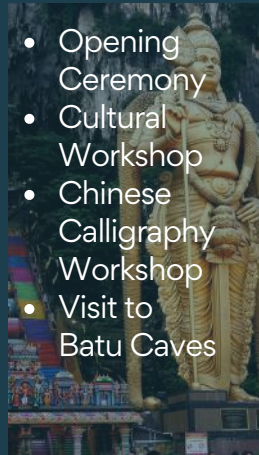 • Opening
Ceremony
• Cultural
Workshop
• Chinese
Calligraphy
Workshop
• Visit to
Batu Caves